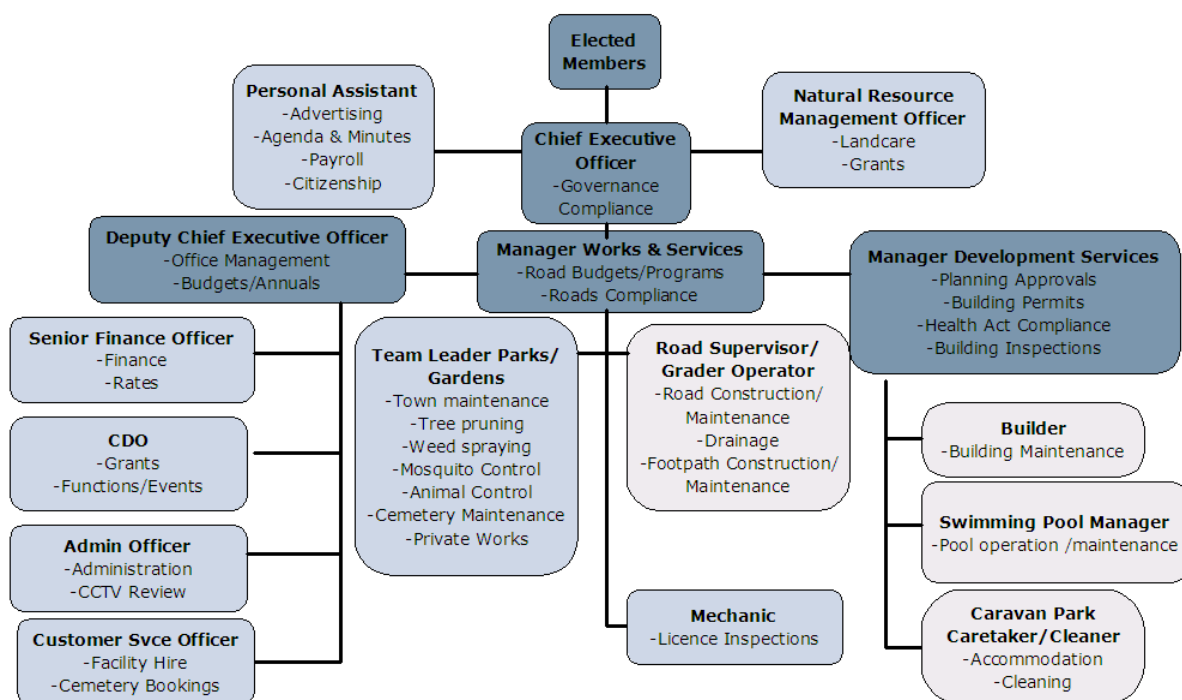 Elected
Members
Personal Assistant
-Advertising
-Agenda & Minutes
-Payroll
-Citizenship
Chief Executive
Officer
-Governance
Compliance
Natural Resource
Management Officer
-Landcare
-Grants
Deputy Chief Executive Officer
-Office Management
-Budgets/Annuals
Manager Works & Services
-Road Budgets/Programs
-Roads Compliance
Manager Development Services
-Planning Approvals
-Building Permits
-Health Act Compliance
-Building Inspections
Senior Finance Officer
-Finance
-Rates
CDO
-Grants
-Functions/Events
Admin Officer
-Administration
-CCTV Review
Customer Svce Officer
-Facility Hire
-Cemetery Bookings
Team Leader Parks/
Gardens
-Town maintenance
-Tree pruning
-Weed spraying
-Mosquito Control
-Animal Control
-Cemetery Maintenance
-Private Works
Road Supervisor/
Grader Operator
-Road Construction/
Maintenance
-Drainage
-Footpath Construction/
Maintenance
Mechanic
-Licence Inspections
Builder
-Building Maintenance
Swimming Pool Manager
-Pool operation /maintenance
Caravan Park
Caretaker/Cleaner
-Accommodation
-Cleaning